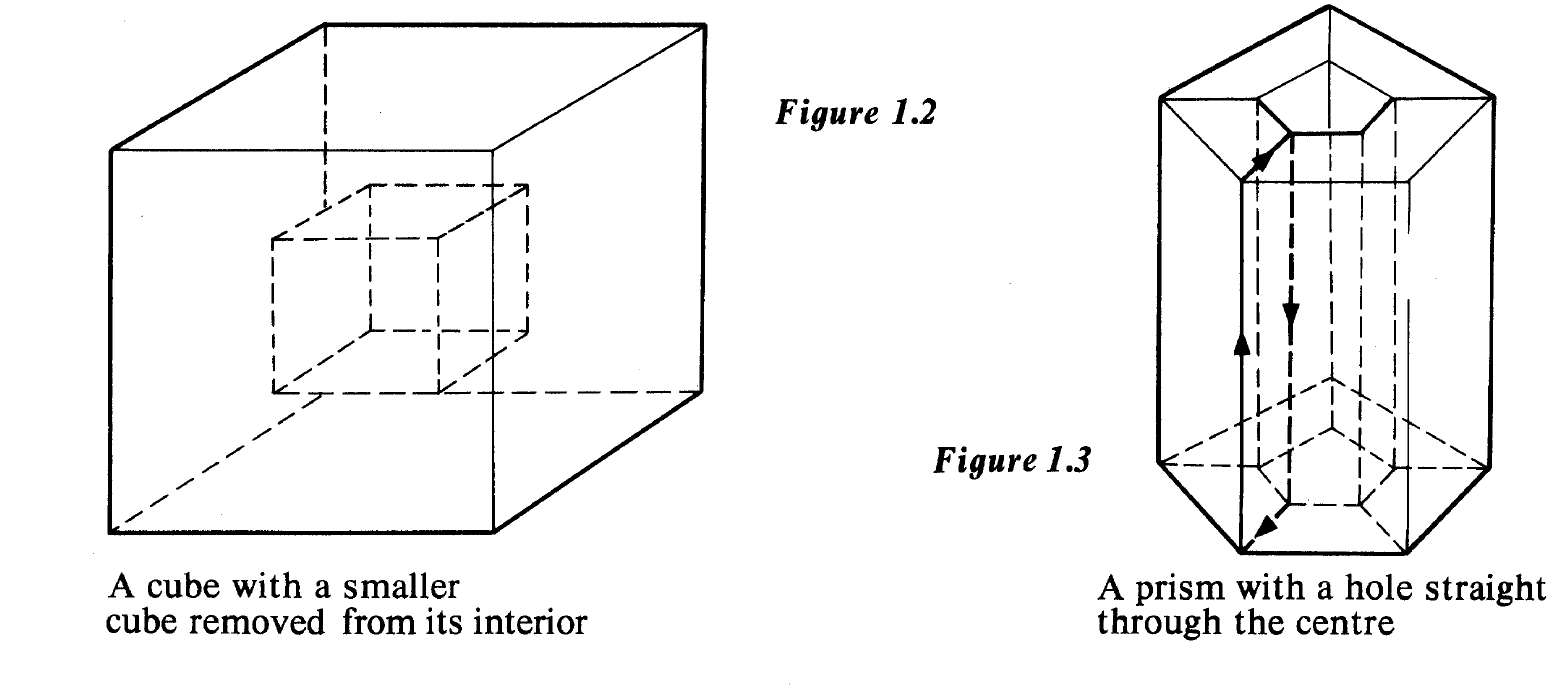 Figure 1.2
Figure 1.3
A cube with a smaller
cube removed from its interior
A prism with a hole straight
through the centre